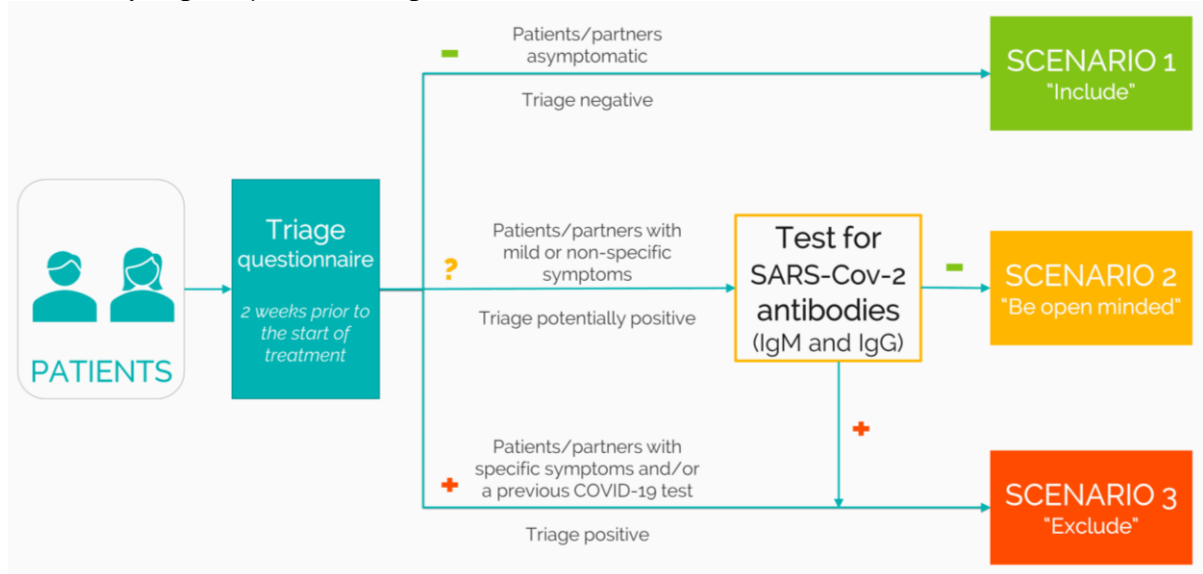 PATIENTS
Triage
questionnaire
2 weeks prior to
the start of
treatment
-
Patients/partners
asymptomatic
Triage negative
SCENARIO 1
"Include"
?
Patients/partners with
mild or non-specific
symptoms
Triage potentially positive
Test for
SARS-Cov-2
antibodies
(IgM and IgG)
-
SCENARIO 2
"Be open minded"
+
+
Patients/partners with
specific symptoms and/or
a previous COVID-19 test
Triage positive
SCENARIO 3
"Exclude"